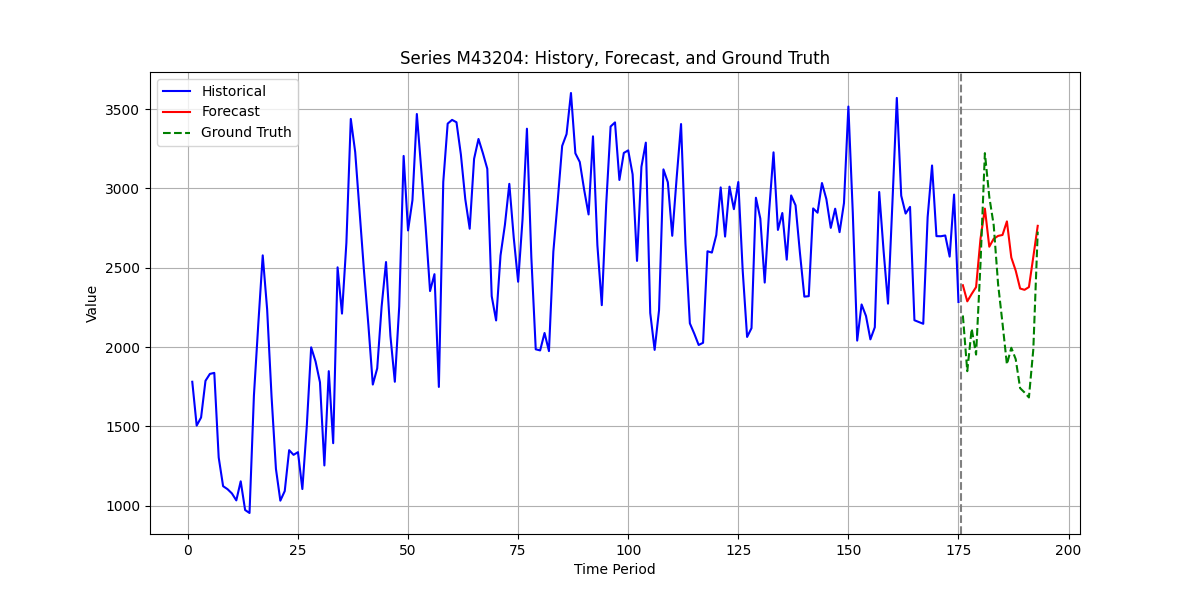 Series M43204: History, Forecast, and Ground Truth
Historical
Forecast
Ground Truth
3500
3000
2500
2000
1500
1000
Value
0 25 50 75 100 125 150 175 200
Time Period